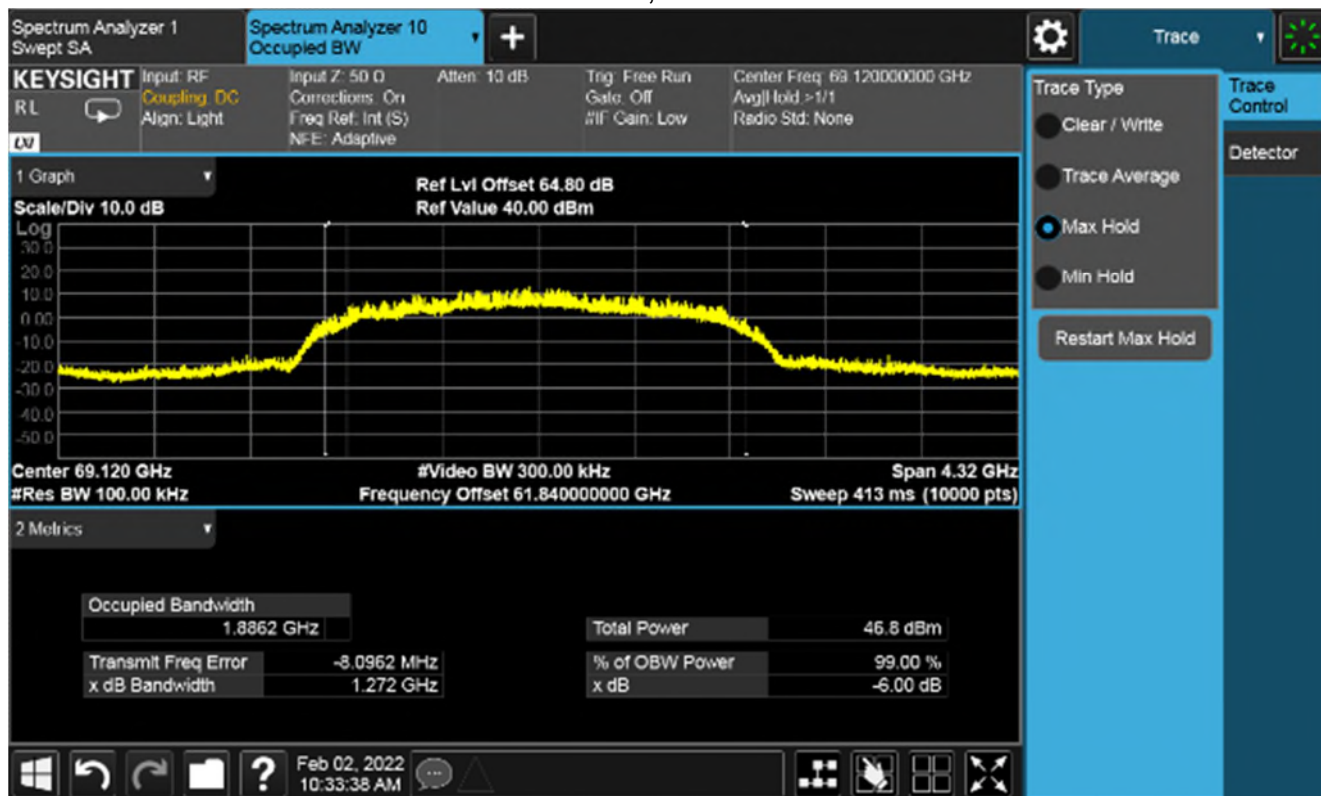 Spectrum Analyzer 1
Swept SA
Spectrum Analyzer 10
Occupied BW
Trace
KEYSIGHT
R L
LXI
Input: RF
Coupling: DC
Align: Light
Input Z: 50 Ω
Corrections: On
Freq Ref: Int (S)
NFE: Adaptive
Atten: 10 dB
Trig: Free Run
Gate: Off
#IF Gain: Low
Center Freq: 69.120000000 GHz
Avg|Hold: >1/1
Radio Std: None
1 Graph
Scale/Div 10.0 dB
Ref Lvl Offset 64.80 dB
Ref Value 40.00 dBm
Log
30.0
20.0
10.0
0.00
-10.0
-20.0
-30.0
-40.0
-50.0
Center 69.120 GHz
#Res BW 100.00 kHz
#Video BW 300.00 kHz
Frequency Offset 61.840000000 GHz
Span 4.32 GHz
Sweep 413 ms (10000 pts)
2 Metrics
Occupied Bandwidth
1.8862 GHz
Transmit Freq Error -8.0962 MHz
x dB Bandwidth 1.272 GHz
Total Power 46.8 dBm
% of OBW Power 99.00 %
x dB -6.00 dB
Trace Type
Clear / Write
Trace Average
Max Hold
Min Hold
Restart Max Hold
Trace
Control
Detector
?
Feb 02, 2022
10:33:38 AM